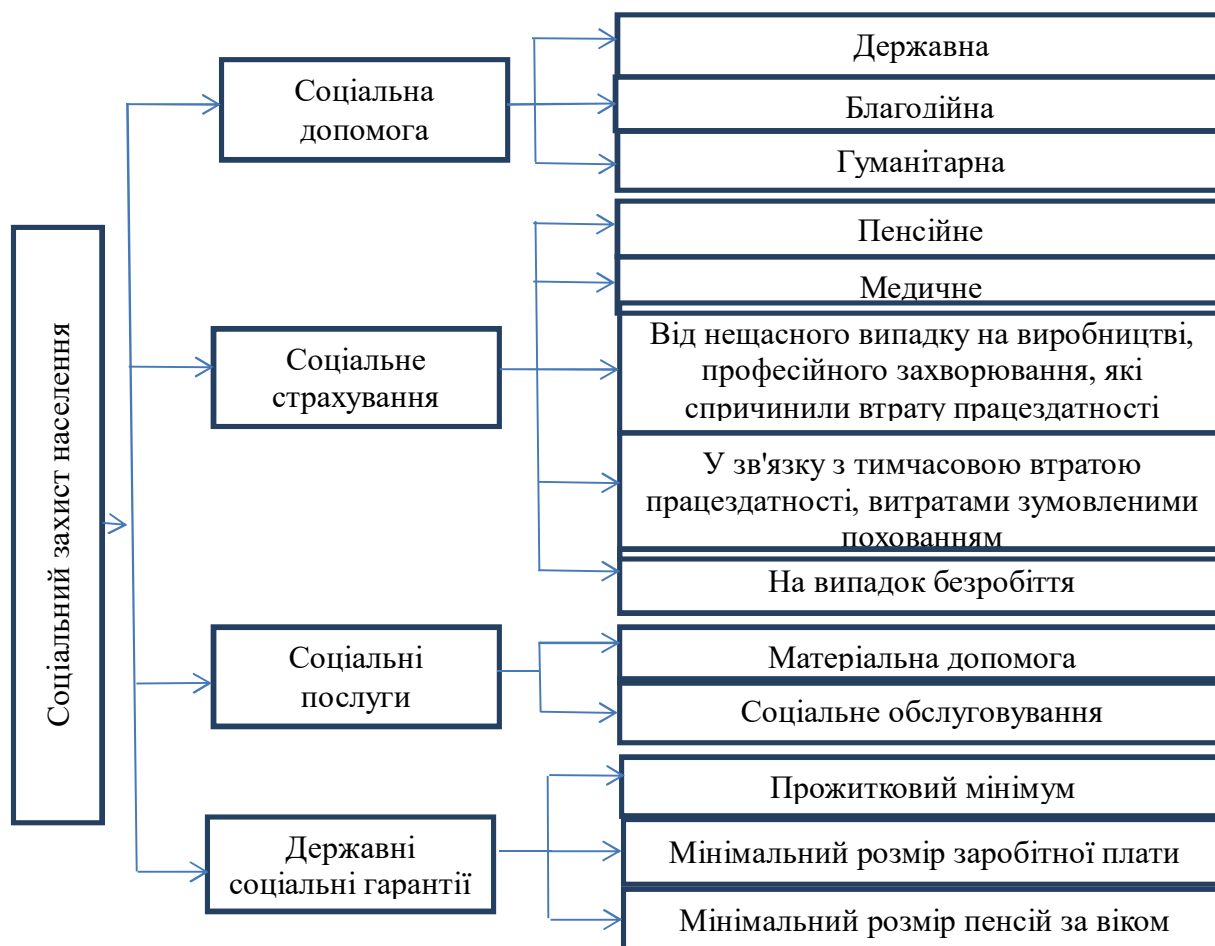 Соціальний захист населення
Соціальна
допомога
Державна
Благодійна
Гуманітарна
Соціальне
страхування
Пенсійне
Медичне
Від нещасного випадку на виробництві,
професійного захворювання, які
спричинили втрату працездатності
У зв'язку з тимчасовою втратою
працездатності, витратами зумовленими
похованням
На випадок безробіття
Соціальні
послуги
Матеріальна допомога
Соціальне обслуговування
Державні
соціальні гарантії
Прожитковий мінімум
Мінімальний розмір заробітної плати
Мінімальний розмір пенсій за віком